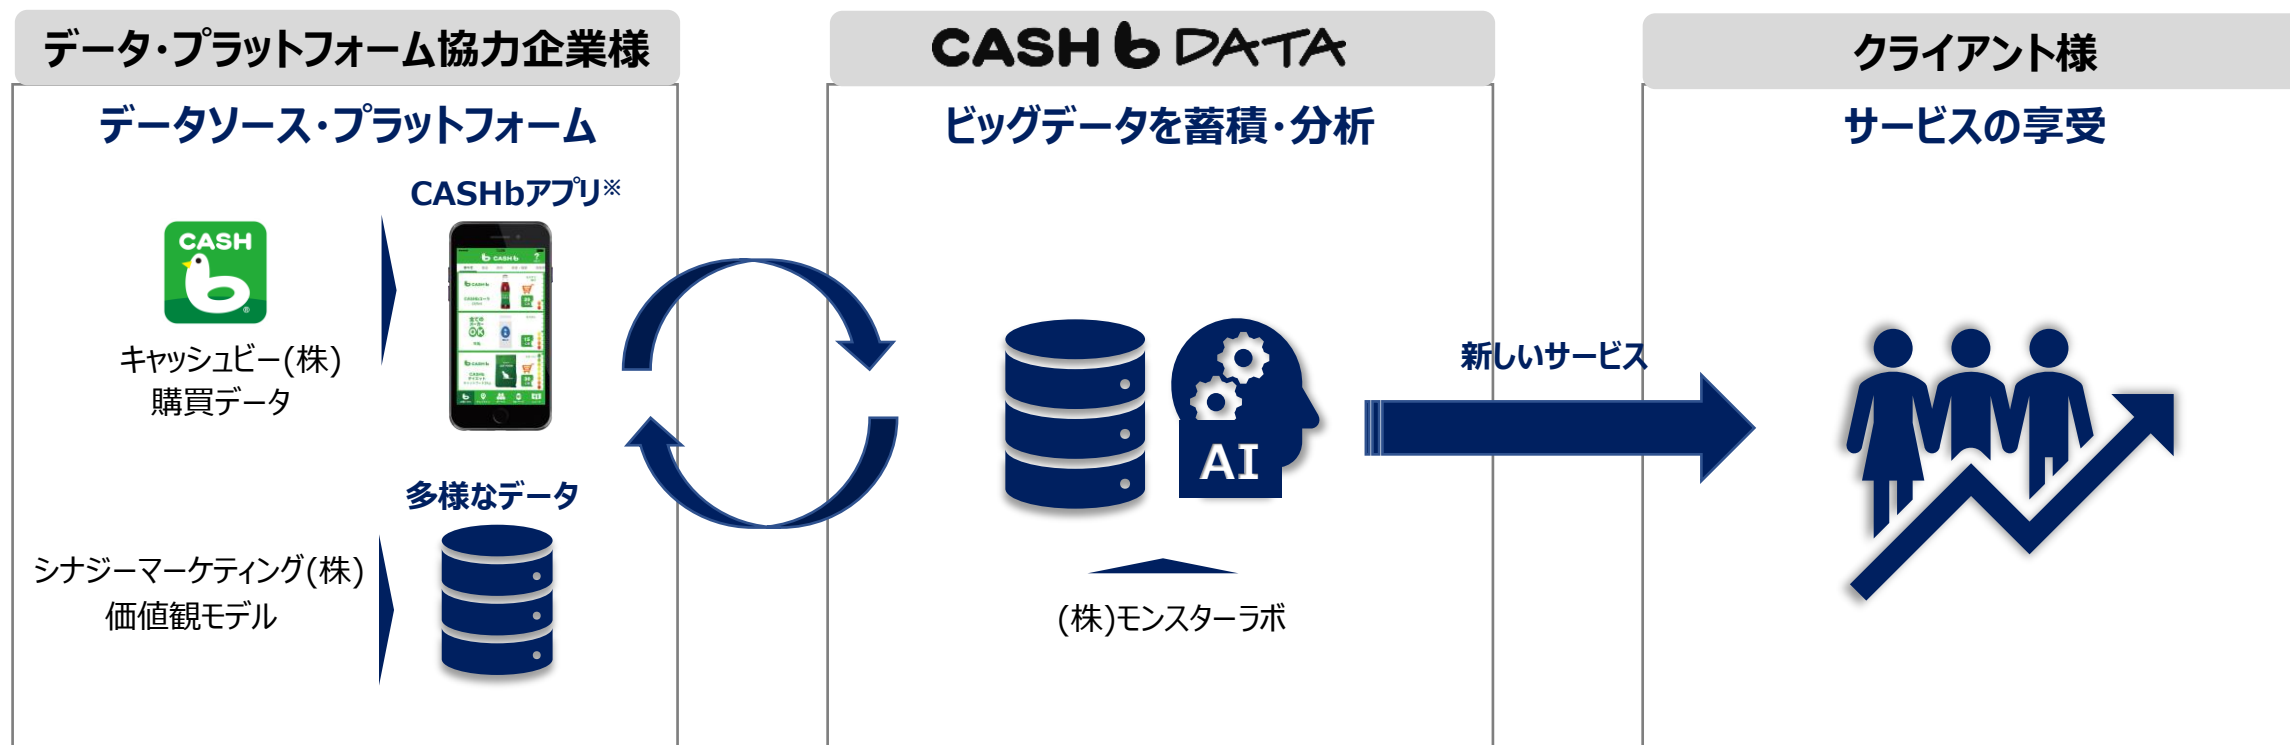 データ・プラットフォーム協力企業様
データソース・プラットフォーム
CASHbアプリ※
CASH
b
®
キャッシュビー(株)
購買データ
CASH b
多様なデータ
シナジーマーケティング(株)
価値観モデル
CASH b DATA
ビッグデータを蓄積・分析
AI
(株)モンスターラボ
新しいサービス
クライアント様
サービスの享受